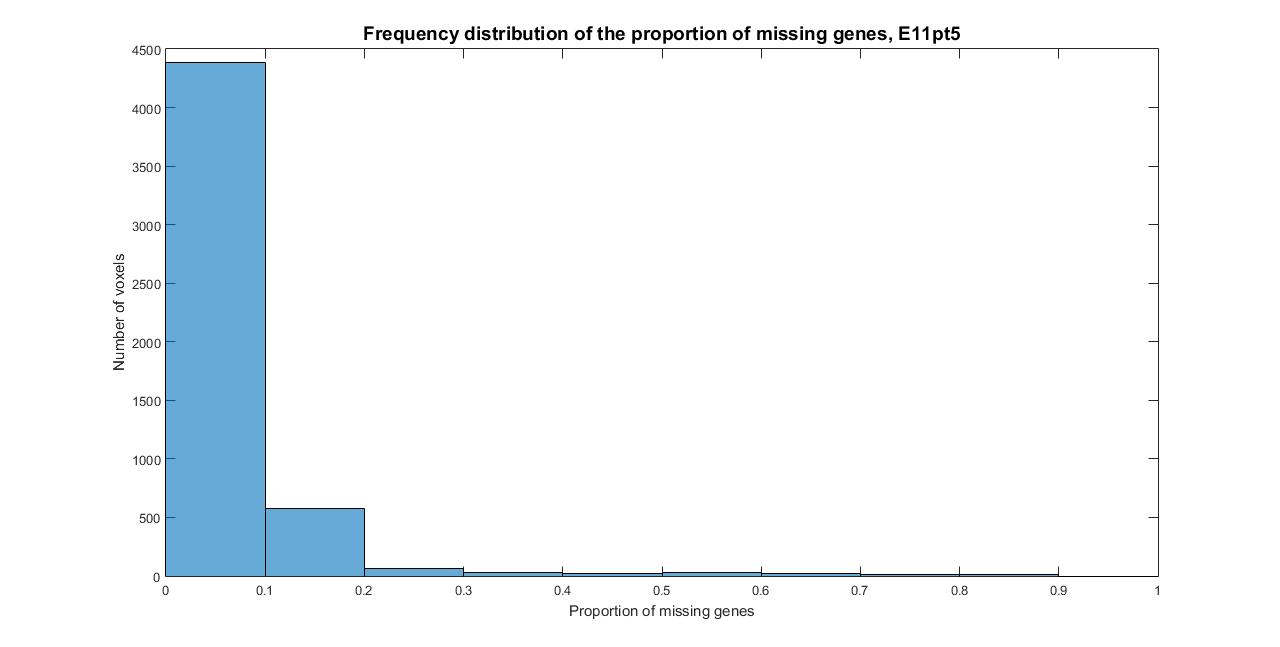 Frequency distribution of the proportion of missing genes, E11pt5
4500
4000
3500
3000
2500
2000
1500
1000
500
0
Number of voxels
0 0.1 0.2 0.3 0.4 0.5 0.6 0.7 0.8 0.9 1
Proportion of missing genes